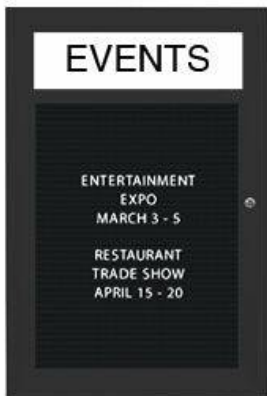 EVENTS
ENTERTAINMENT
EXPO
MARCH 3 - 5
RESTAURANT
TRADE SHOW
APRIL 15 - 20